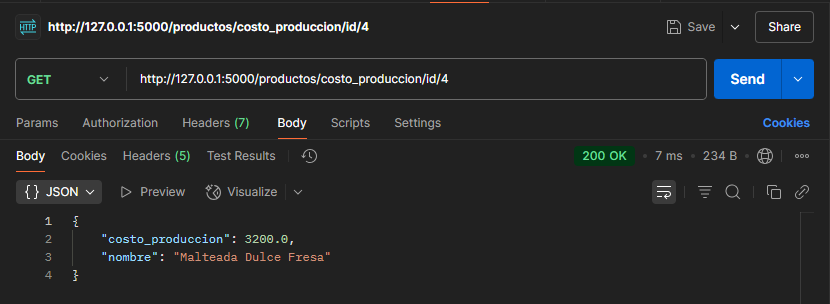 HTTP http://127.0.0.1:5000/productos/costo_produccion/id/4 Save Share
GET http://127.0.0.1:5000/productos/costo_produccion/id/4 Send
Params Authorization Headers (7) Body Scripts Settings Cookies
Body Cookies Headers (5) Test Results 200 OK • 7 ms • 234 B
{} JSON Preview Visualize
1 {
2 "costo_produccion": 3200.0,
3 "nombre": "Malteada Dulce Fresa"
4 }